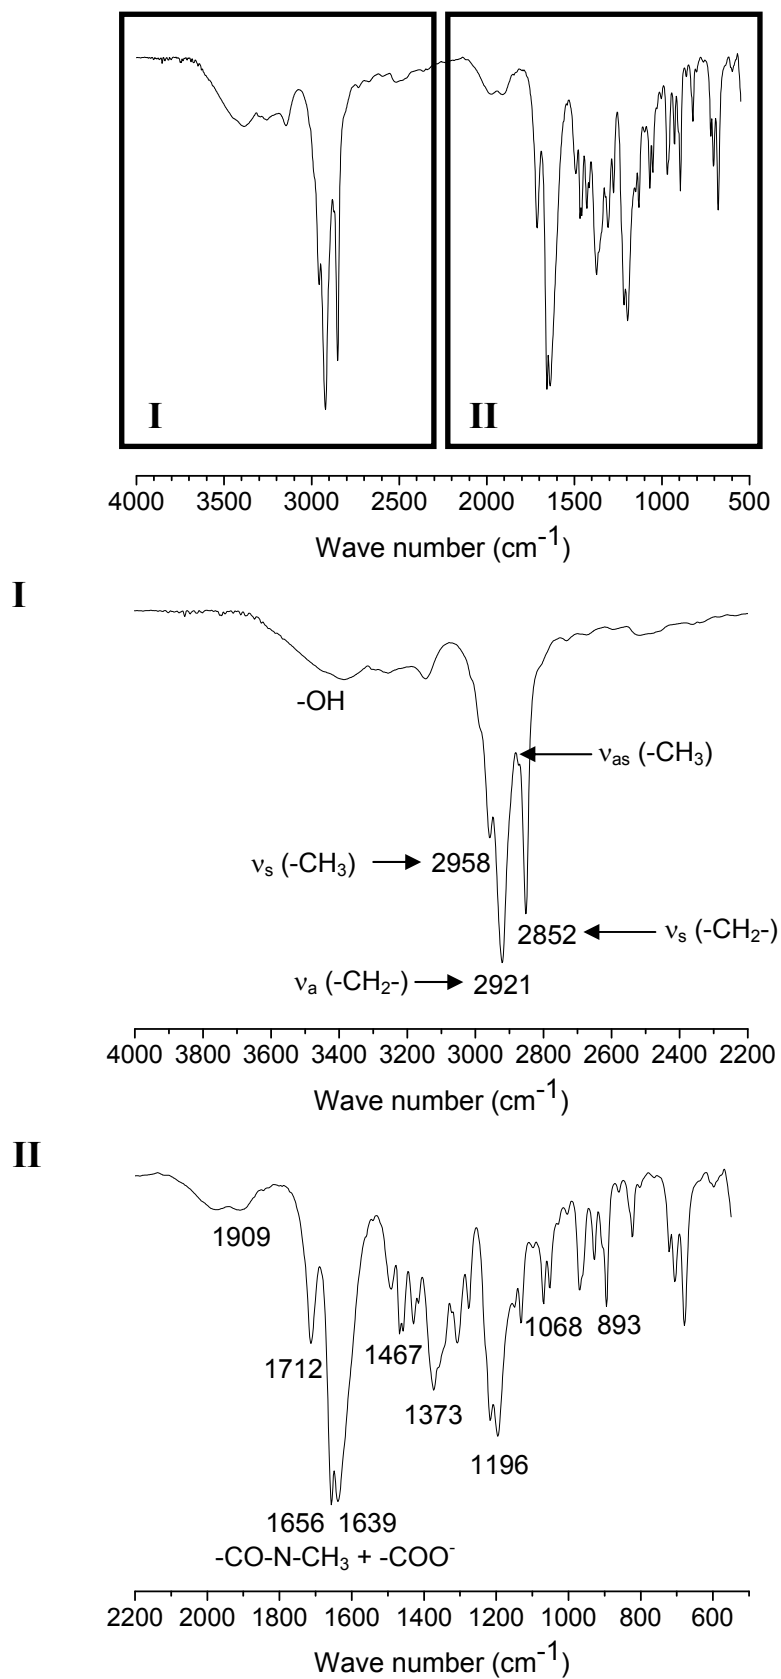 I II
4000 3500 3000 2500 2000 1500 1000 500
Wave number (cm⁻¹)
I
-OH
νas (-CH₃)
νs (-CH₃) → 2958
2852 ← νs (-CH₂-)
νa (-CH₂-) → 2921
4000 3800 3600 3400 3200 3000 2800 2600 2400 2200
Wave number (cm⁻¹)
II
1909
1068 893
1712 1467
1373
1196
1656 1639
-CO-N-CH₃ + -COO⁻
2200 2000 1800 1600 1400 1200 1000 800 600
Wave number (cm⁻¹)